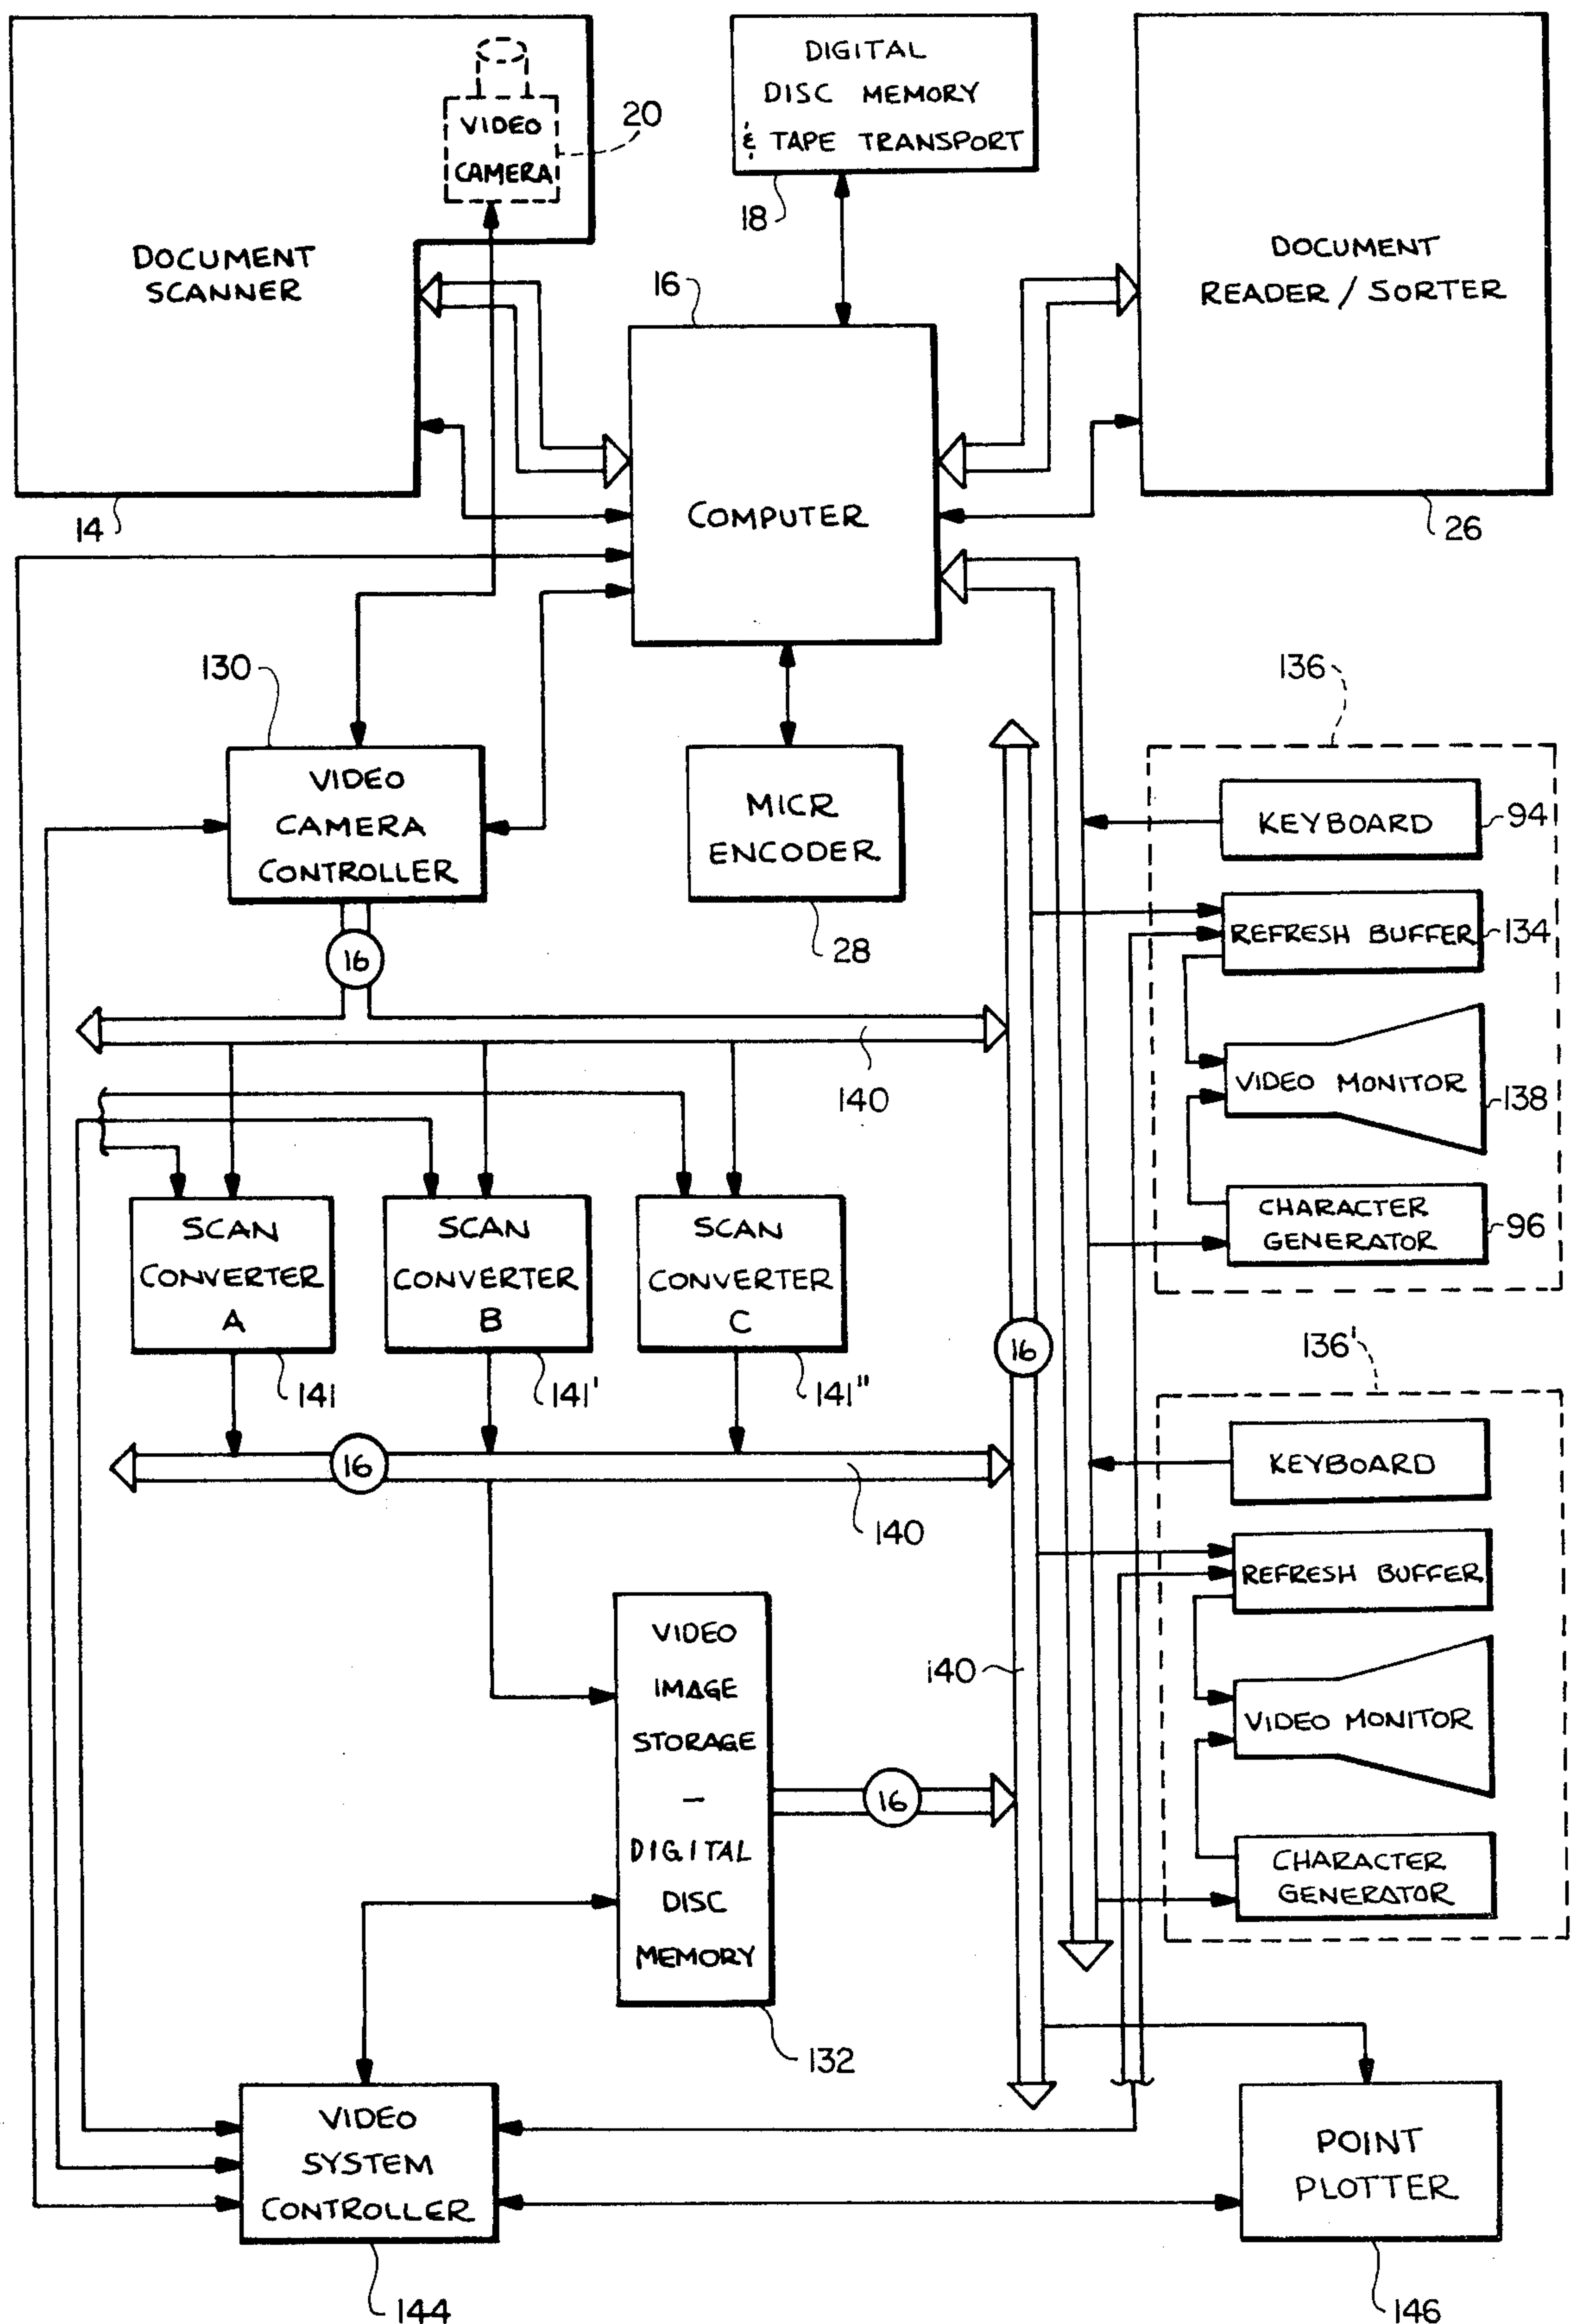 VIDEO
CAMERA
20
DOCUMENT
SCANNER
14
DIGITAL
DISC MEMORY
& TAPE TRANSPORT
18
DOCUMENT
READER / SORTER
26
16
COMPUTER
130
VIDEO
CAMERA
CONTROLLER
MICR
ENCODER
28
16
140
136
KEYBOARD
94
REFRESH BUFFER
134
VIDEO MONITOR
138
CHARACTER
GENERATOR
96
SCAN
CONVERTER
A
141
SCAN
CONVERTER
B
141'
SCAN
CONVERTER
C
141"
16
16
140
136'
KEYBOARD
REFRESH BUFFER
VIDEO MONITOR
CHARACTER
GENERATOR
140
VIDEO
IMAGE
STORAGE
-
DIGITAL
DISC
MEMORY
16
132
VIDEO
SYSTEM
CONTROLLER
144
POINT
PLOTTER
146